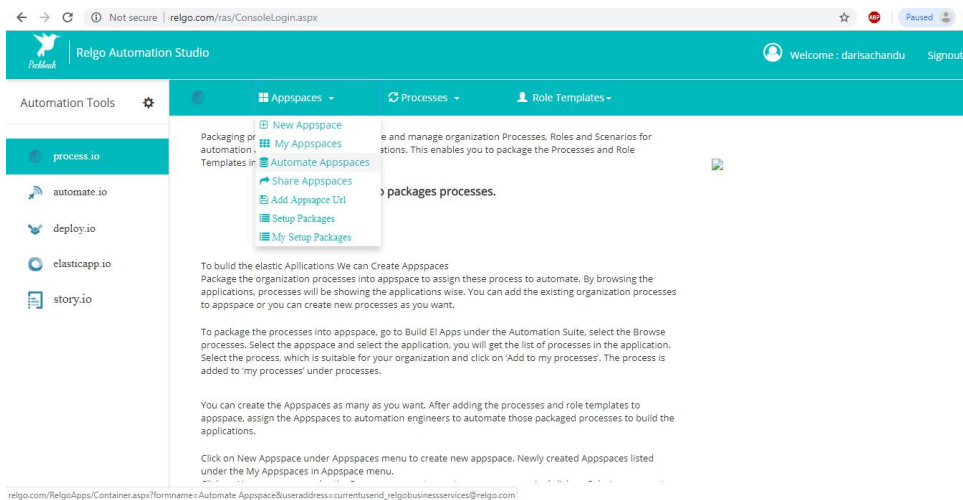 Not secure | relgo.com/ras/ConsoleLogin.aspx
ABP
Paused
Peckbeak
Relgo Automation Studio
Welcome : darisachandu
Signout
Automation Tools
Appspaces
Processes
Role Templates
process.io
automate.io
deploy.io
elasticapp.io
story.io
New Appspace
My Appspaces
Automate Appspaces
Share Appspaces
Add Appsapce Url
Setup Packages
My Setup Packages
Packaging e and manage organization Processes, Roles and Scenarios for
automation ations. This enables you to package the Processes and Role
Templates in
packages processes.
To bulid the elastic Apllications We can Create Appspaces
Package the organization processes into appspace to assign these process to automate. By browsing the
applications, processes will be showing the applications wise. You can add the existing organization processes
to appspace or you can create new processes as you want.
To package the processes into appspace, go to Build El Apps under the Automation Suite, select the Browse
processes. Select the appspace and select the application, you will get the list of processes in the application.
Select the process, which is suitable for your organization and click on 'Add to my processes'. The process is
added to 'my processes' under processes.
You can create the Appspaces as many as you want. After adding the processes and role templates to
appspace, assign the Appspaces to automation engineers to automate those packaged processes to build the
applications.
Click on New Appspace under Appspaces menu to create new appspace. Newly created Appspaces listed
under the My Appspaces in Appspace menu.
relgo.com/RelgoApps/Container.aspx?formname=Automate Appspace&useraddress=currentuserid_relgobusinessservices@relgo.com